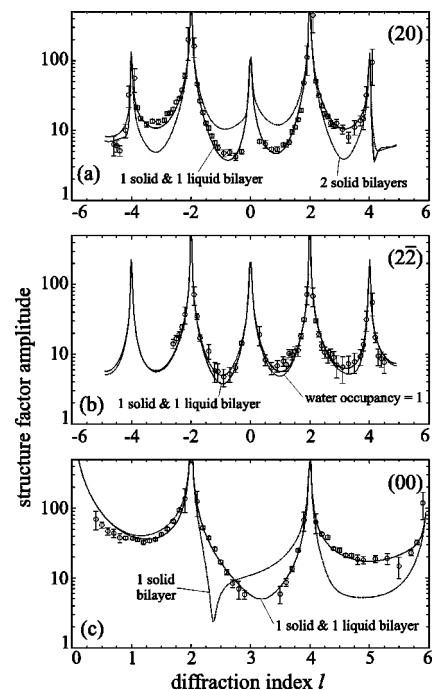 structure factor amplitude
100
10
1
(20)
1 solid & 1 liquid bilayer
2 solid bilayers
(a)
-6 -4 -2 0 2 4 6
100
10
1
(22̅)
1 solid & 1 liquid bilayer
water occupancy = 1
(b)
-6 -4 -2 0 2 4 6
100
10
1
(00)
1 solid
bilayer
1 solid & 1 liquid bilayer
(c)
0 1 2 3 4 5 6
diffraction index l